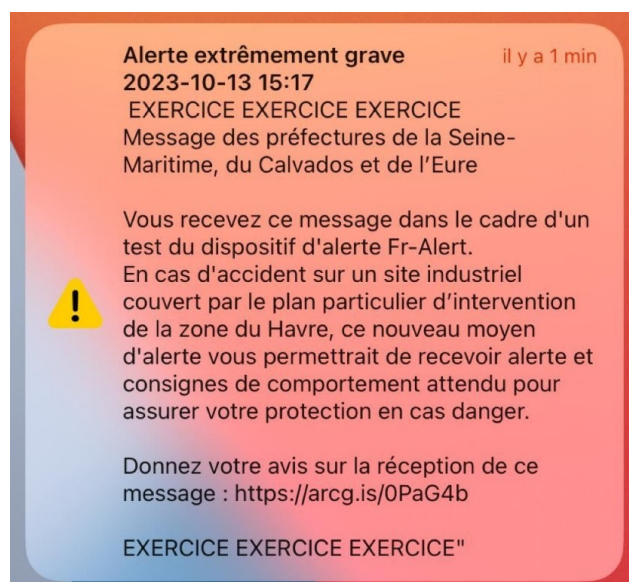 Alerte extrêmement grave il y a 1 min
2023-10-13 15:17
EXERCICE EXERCICE EXERCICE
Message des préfectures de la Seine-
Maritime, du Calvados et de l’Eure
Vous recevez ce message dans le cadre d'un
test du dispositif d'alerte Fr-Alert.
En cas d'accident sur un site industriel
couvert par le plan particulier d’intervention
de la zone du Havre, ce nouveau moyen
d'alerte vous permettrait de recevoir alerte et
consignes de comportement attendu pour
assurer votre protection en cas danger.
Donnez votre avis sur la réception de ce
message : https://arcg.is/0PaG4b
EXERCICE EXERCICE EXERCICE"